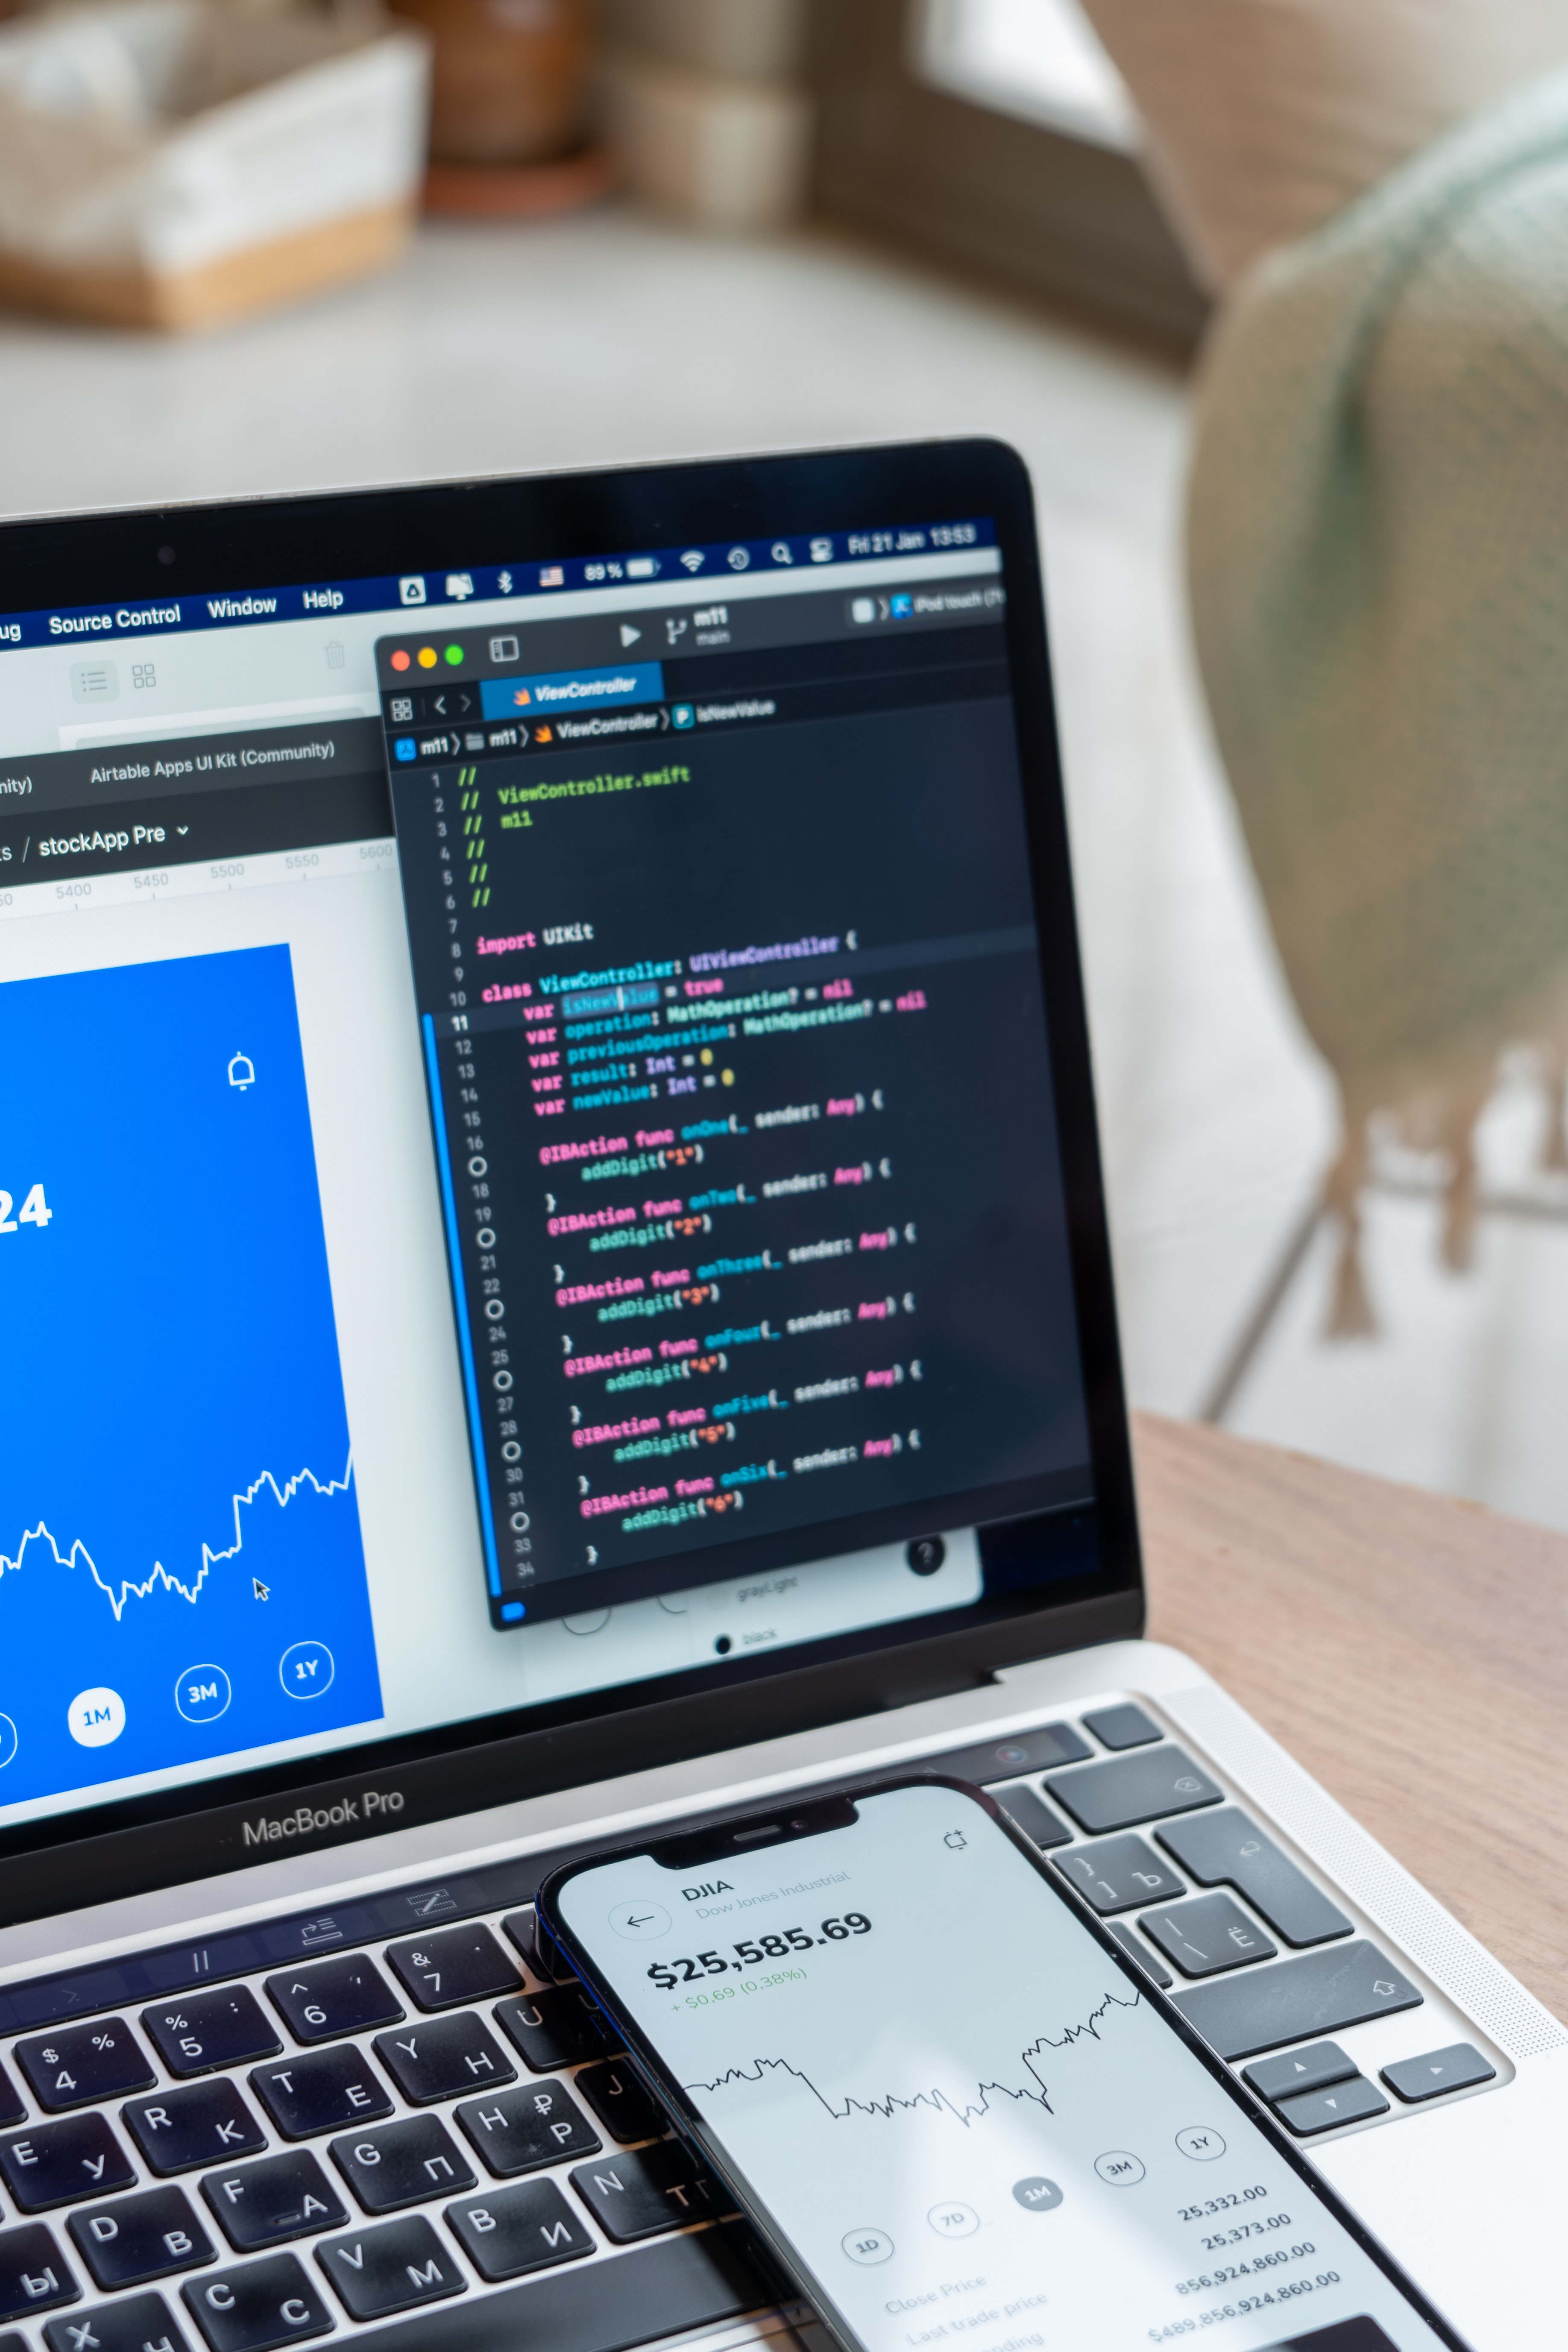 Source Control Window Help 89% Fri 21 Jan 13:53
m11
main
iPod touch
ViewController
m11 m11 ViewController P isNewValue
Airtable Apps UI Kit (Community)
/ stockApp Pre
5400 5450 5500 5550 5600
24
1M 3M 1Y
1 //
2 // ViewController.swift
3 // m11
4 //
5 //
6 //
7
8 import UIKit
9
10 class ViewController: UIViewController {
11 var isNewValue = true
12 var operation: MathOperation? = nil
13 var previousOperation: MathOperation? = nil
14 var result: Int = 0
15 var newValue: Int = 0
16
@IBAction func onOne(_ sender: Any) {
18 addDigit("1")
19 }
@IBAction func onTwo(_ sender: Any) {
21 addDigit("2")
22 }
@IBAction func onThree(_ sender: Any) {
24 addDigit("3")
25 }
@IBAction func onFour(_ sender: Any) {
27 addDigit("4")
28 }
@IBAction func onFive(_ sender: Any) {
30 addDigit("5")
31 }
@IBAction func onSix(_ sender: Any) {
33 addDigit("6")
34 }
?
grayLight
black
MacBook Pro
DJIA
Dow Jones Industrial
$25,585.69
+ $0,69 (0,38%)
1D 7D 1M 3M 1Y
25,332.00
25,373.00
Close Price 856,924,860.00
Last trade price $489,856,924,860.00
$ 4 % % 5 : ^ 6 , & 7 .
E У R К T Е Y Н U
D В F А G П H ₽ Р J
Ы C С V М B И N Т
X Ч
} ] Ъ
| \ Ё